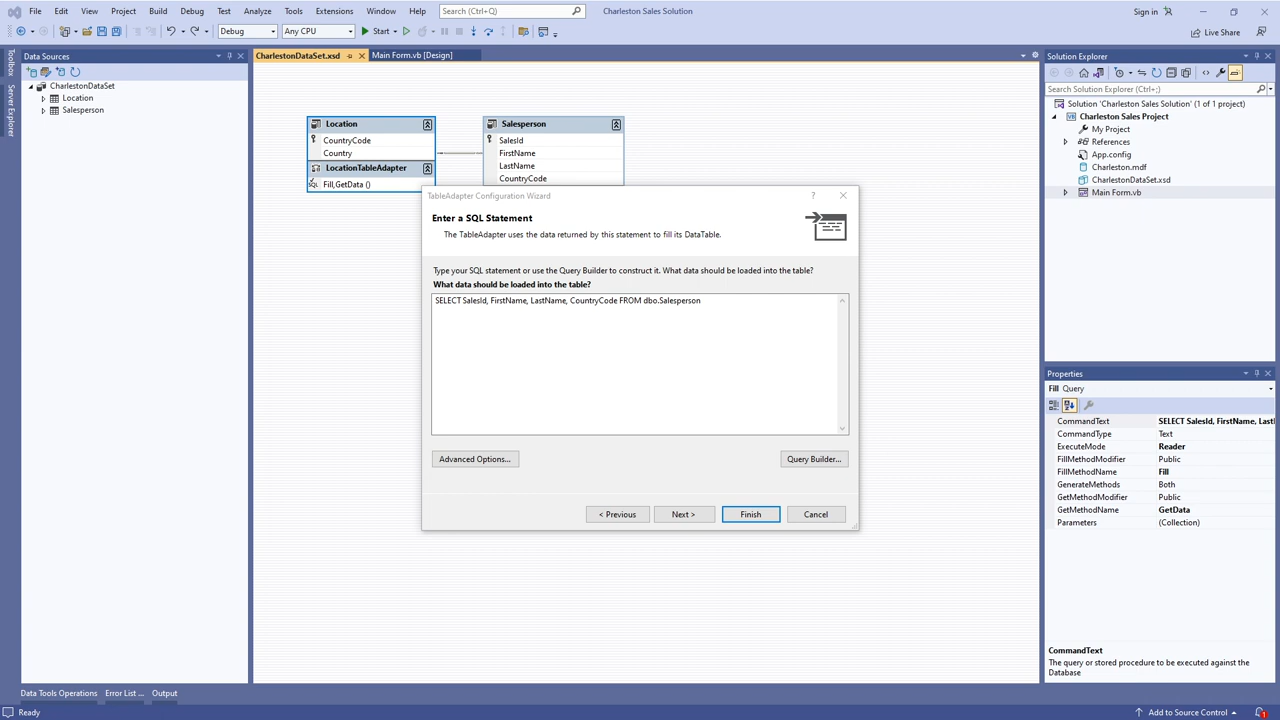 File Edit View Project Build Debug Test Analyze Tools Extensions Window Help Search (Ctrl+Q) Charleston Sales Solution Sign in
Debug Any CPU Start Live Share
Toolbox
Server Explorer
Data Sources
CharlestonDataSet
Location
Salesperson
CharlestonDataSet.xsd Main Form.vb [Design]
Location
CountryCode
Country
LocationTableAdapter
Fill,GetData ()
Salesperson
SalesId
FirstName
LastName
CountryCode
TableAdapter Configuration Wizard
?
Enter a SQL Statement
The TableAdapter uses the data returned by this statement to fill its DataTable.
Type your SQL statement or use the Query Builder to construct it. What data should be loaded into the table?
What data should be loaded into the table?
SELECT SalesId, FirstName, LastName, CountryCode FROM dbo.Salesperson
Advanced Options... Query Builder...
< Previous Next > Finish Cancel
Solution Explorer
Search Solution Explorer (Ctrl+;)
Solution 'Charleston Sales Solution' (1 of 1 project)
VB Charleston Sales Project
My Project
References
App.config
Charleston.mdf
CharlestonDataSet.xsd
Main Form.vb
Properties
Fill Query
CommandText SELECT SalesId, FirstName, Last
CommandType Text
ExecuteMode Reader
FillMethodModifier Public
FillMethodName Fill
GenerateMethods Both
GetMethodModifier Public
GetMethodName GetData
Parameters (Collection)
CommandText
The query or stored procedure to be executed against the
Database
Data Tools Operations Error List ... Output
Ready Add to Source Control 1